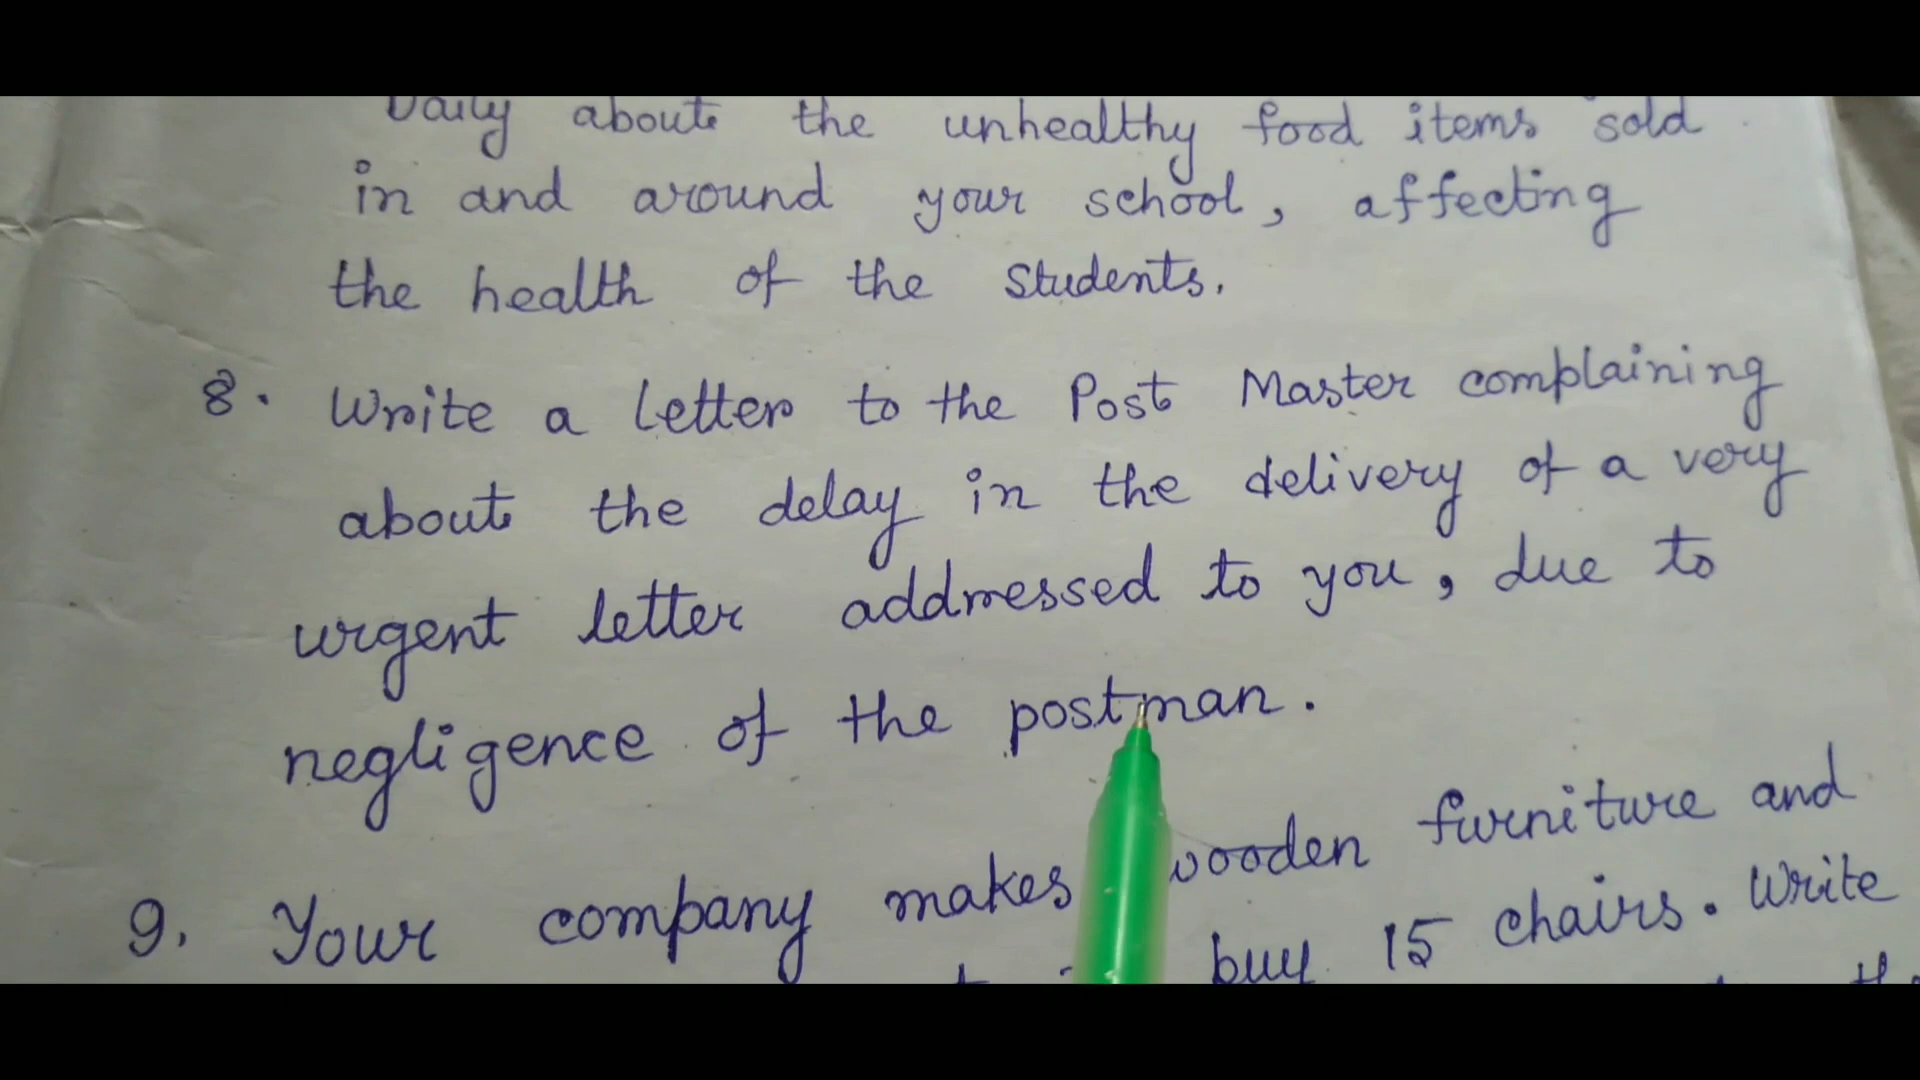 Daily about the unhealthy food items sold
in and around your school, affecting
the health of the students.
8. Write a letter to the Post Master complaining
about the delay in the delivery of a very
urgent letter addressed to you, due to
negligence of the postman.
9. Your company makes wooden furniture and
buy 15 chairs. Write